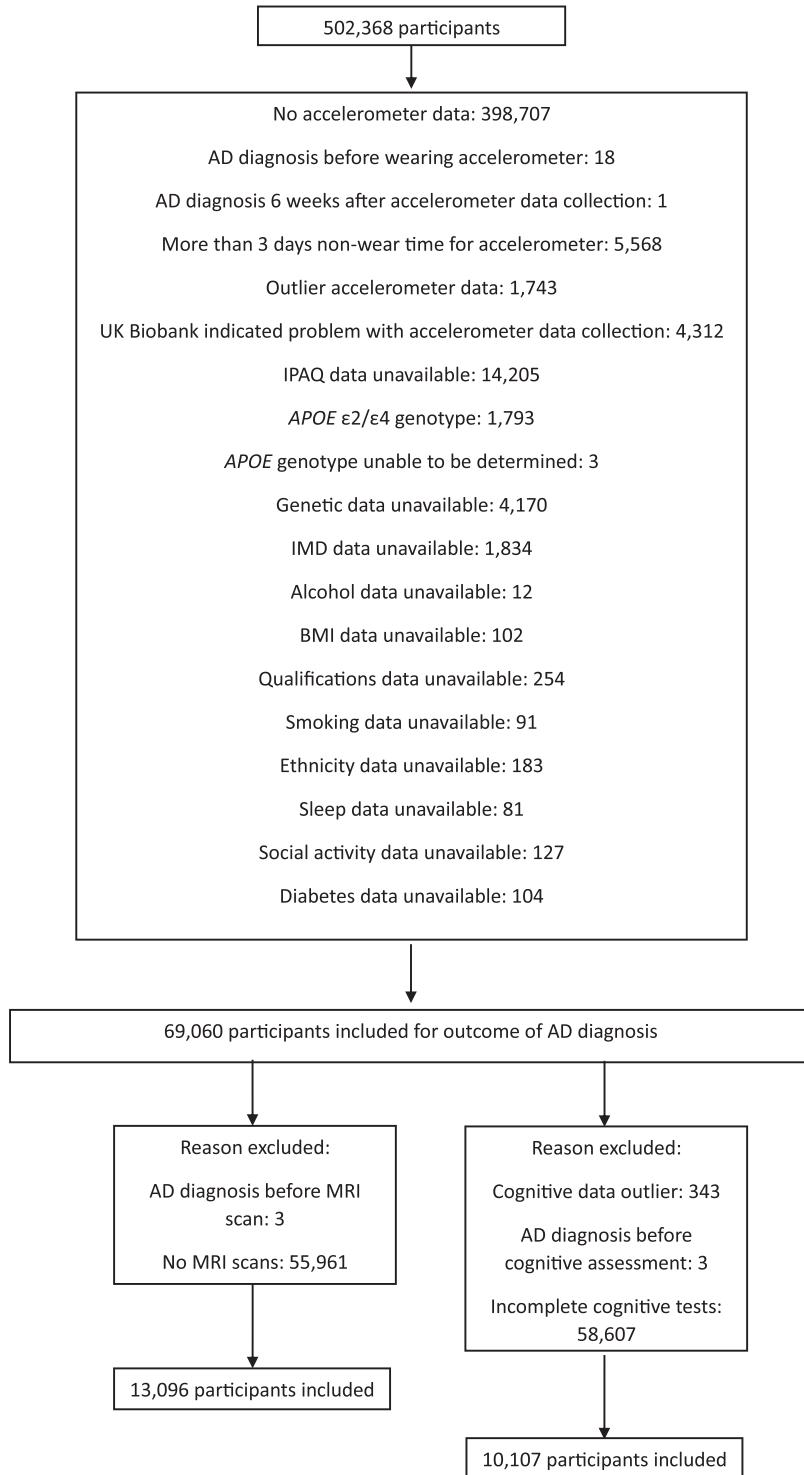 502,368 participants
No accelerometer data: 398,707
AD diagnosis before wearing accelerometer: 18
AD diagnosis 6 weeks after accelerometer data collection: 1
More than 3 days non-wear time for accelerometer: 5,568
Outlier accelerometer data: 1,743
UK Biobank indicated problem with accelerometer data collection: 4,312
IPAQ data unavailable: 14,205
APOE ε2/ε4 genotype: 1,793
APOE genotype unable to be determined: 3
Genetic data unavailable: 4,170
IMD data unavailable: 1,834
Alcohol data unavailable: 12
BMI data unavailable: 102
Qualifications data unavailable: 254
Smoking data unavailable: 91
Ethnicity data unavailable: 183
Sleep data unavailable: 81
Social activity data unavailable: 127
Diabetes data unavailable: 104
69,060 participants included for outcome of AD diagnosis
Reason excluded:
AD diagnosis before MRI
scan: 3
No MRI scans: 55,961
13,096 participants included
Reason excluded:
Cognitive data outlier: 343
AD diagnosis before
cognitive assessment: 3
Incomplete cognitive tests:
58,607
10,107 participants included